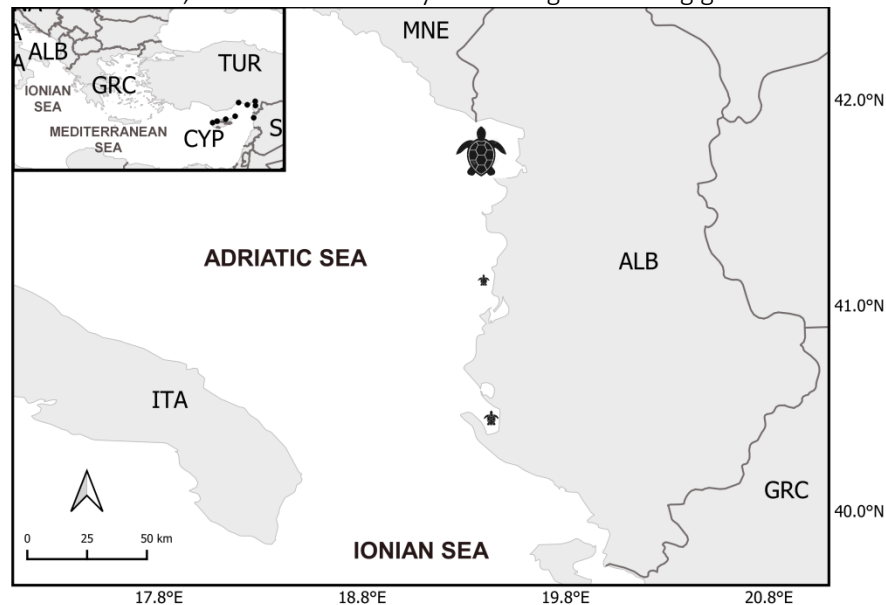 MNE
ALB
TUR
GRC
IONIAN
SEA
MEDITERRANEAN
SEA
CYP
S
42.0°N
ADRIATIC SEA
ALB
41.0°N
ITA
GRC
40.0°N
0 25 50 km
IONIAN SEA
17.8°E 18.8°E 19.8°E 20.8°E